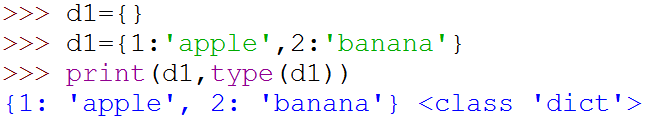 >>> d1={}
>>> d1={1:'apple',2:'banana'}
>>> print(d1,type(d1))
{1: 'apple', 2: 'banana'} <class 'dict'>